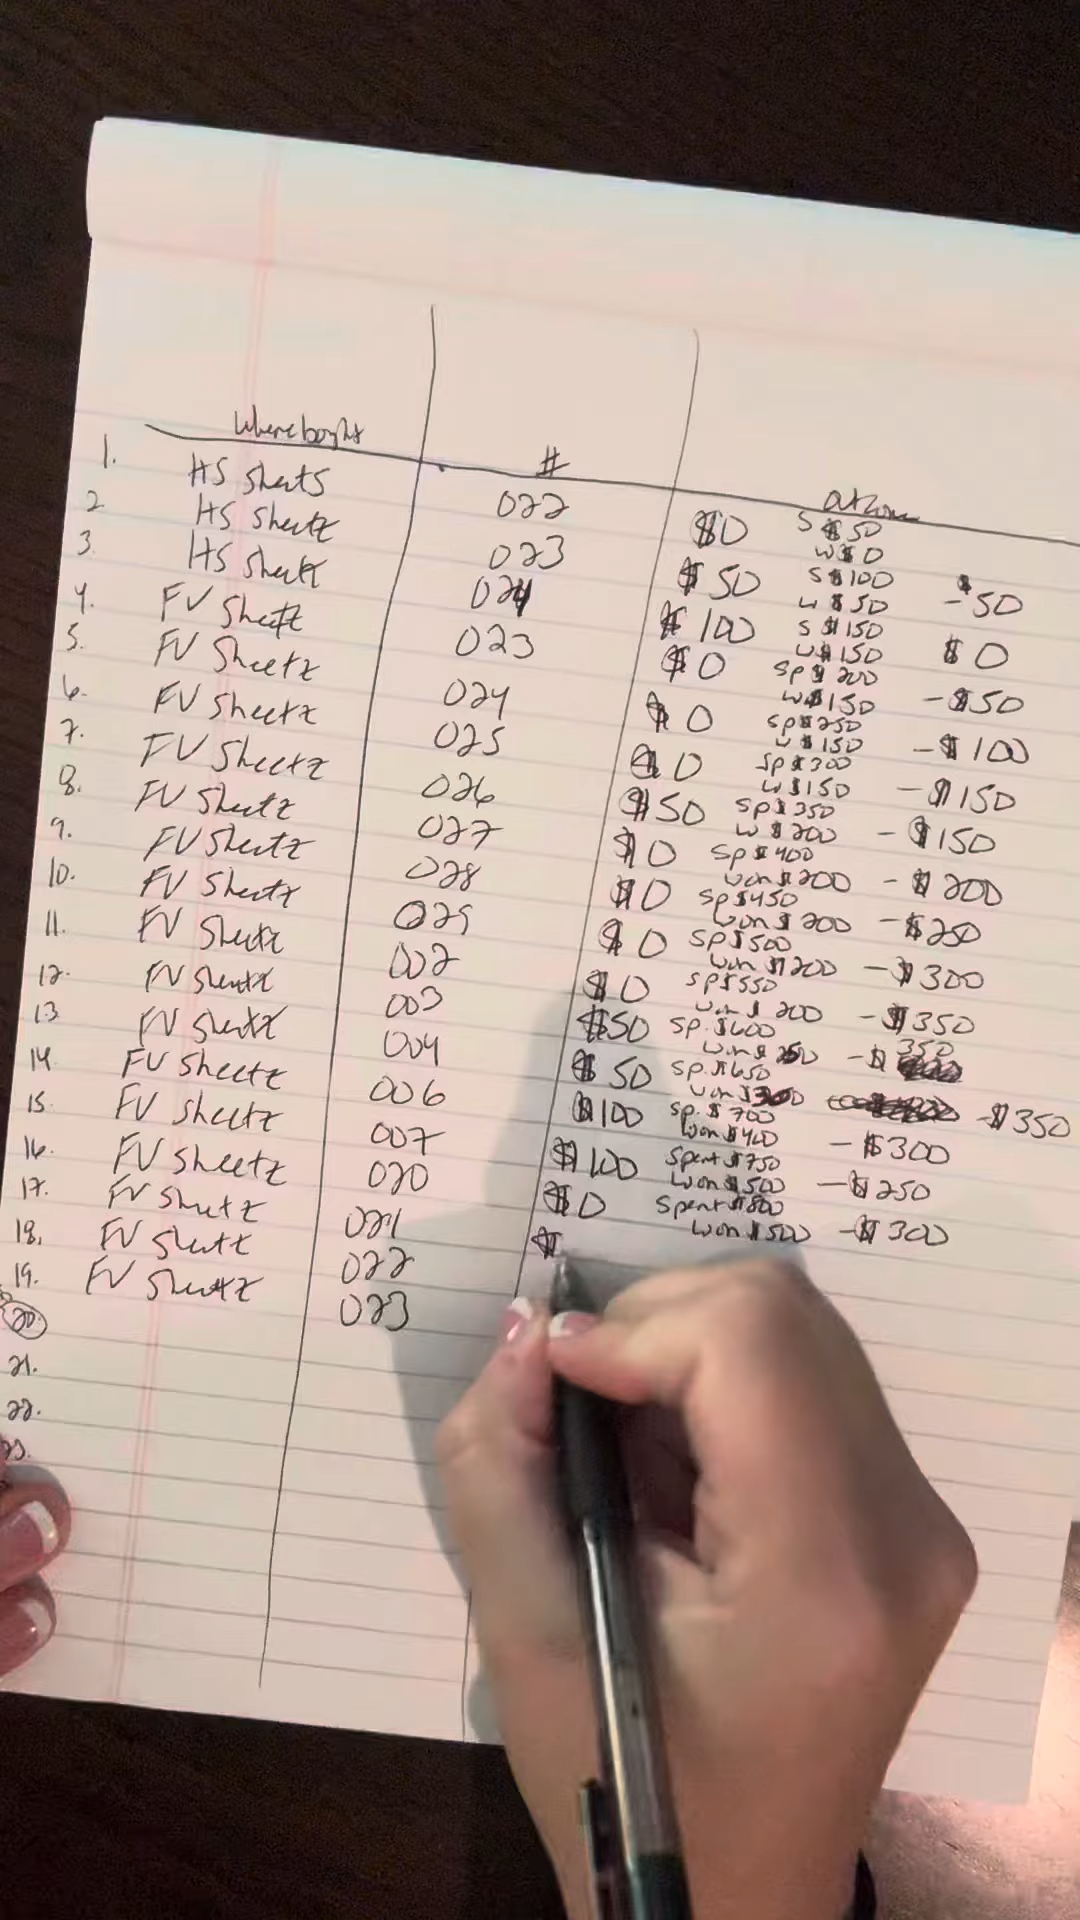 where boght
#
outcome
1. HS sheets 022 $0 S $50 W $0 -$50
2 HS sheetz 023 $50 S $100 W $50 $0
3. HS sheetz 024 $100 S $150 W $150 -$50
4. FV Sheetz 023 $0 Sp $200 W $150 -$100
5. FV Sheetz 024 $0 Sp $250 W $150 -$150
6. FV Sheetz 025 $0 Sp $300 W $150 -$150
7. FV Sheetz 026 $50 Sp $350 W $200 -$200
8. FV Sheetz 027 $0 Sp $400 won $200 -$250
9. FV Sheetz 028 $0 Sp $450 won $200 -$300
10. FV Sheetz 029 $0 Sp $500 won $200 -$350
11. FV Sheetz 002 $0 Sp $550 won $200 -$350
12. FV Sheetz 003 $50 Sp. $600 won $250 -$350
13 FV Sheetz 004 $50 Sp. $650 won $300 -$300
14 FV Sheetz 006 $100 Sp. $700 won $400 -$250
15. FV Sheetz 007 $100 Spent $750 won $500 -$300
16. FV Sheetz 020 $0 Spent $800 won $500
17. FV Sheetz 021 $
18. FV Sheetz 022
19. FV Sheetz 023
20.
21.
22.
23.